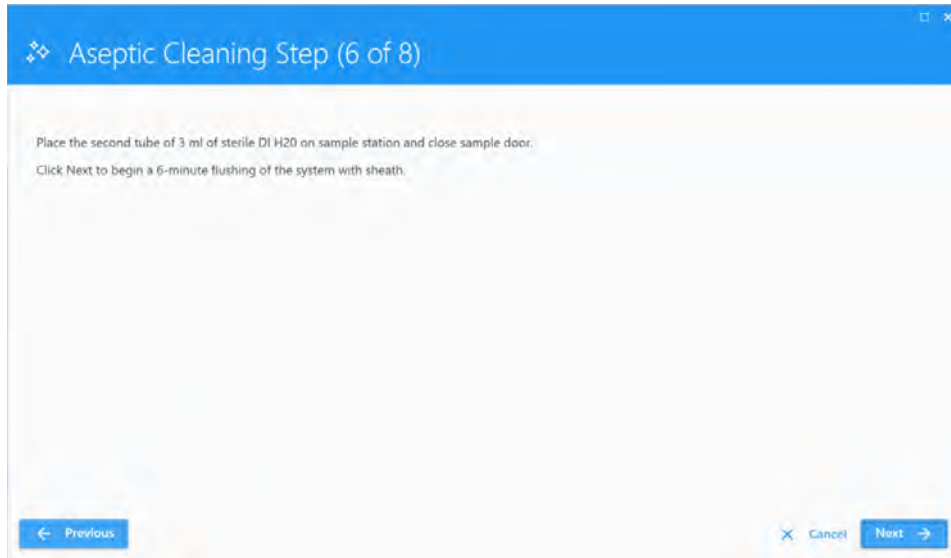 Aseptic Cleaning Step (6 of 8)
Place the second tube of 3 ml of sterile DI H20 on sample station and close sample door.
Click Next to begin a 6-minute flushing of the system with sheath.
Previous
Cancel
Next